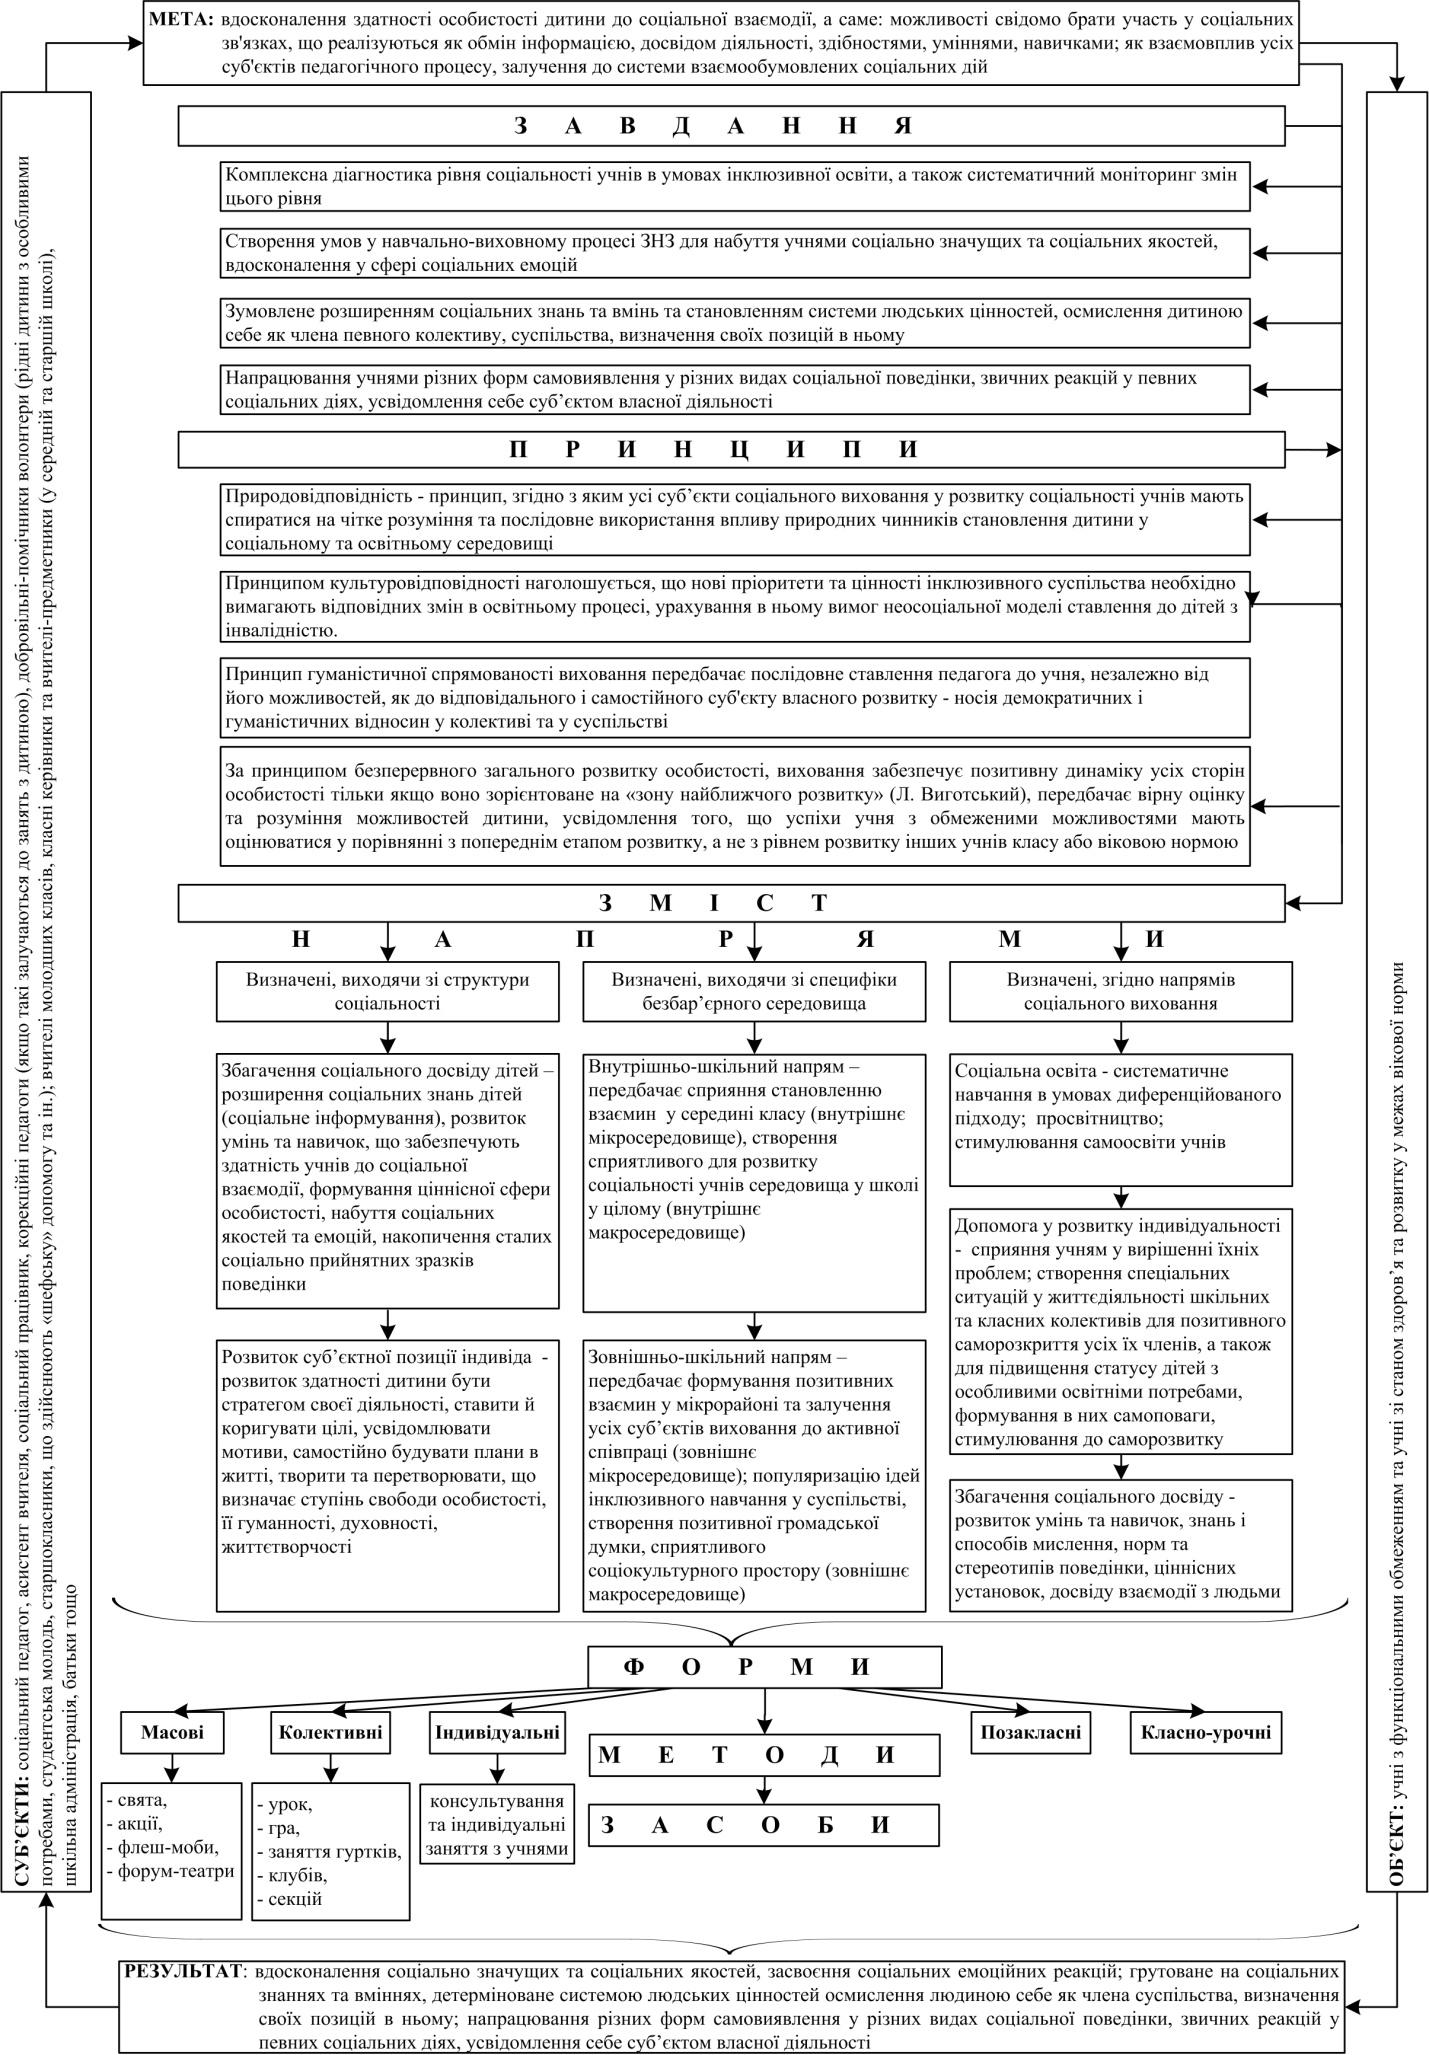 МЕТА: вдосконалення здатності особистості дитини до соціальної взаємодії, а саме: можливості свідомо брати участь у соціальних
зв'язках, що реалізуються як обмін інформацією, досвідом діяльності, здібностями, уміннями, навичками; як взаємовплив усіх
суб'єктів педагогічного процесу, залучення до системи взаємообумовлених соціальних дій
СУБ’ЄКТИ: соціальний педагог, асистент вчителя, соціальний працівник, корекційні педагоги (якщо такі залучаються до занять з дитиною), добровільні-помічники волонтери (рідні дитини з особливими
потребами, студентська молодь, старшокласники, що здійснюють «шефську» допомогу та ін.); вчителі молодших класів, класні керівники та вчителі-предметники (у середній та старшій школі),
шкільна адміністрація, батьки тощо
З А В Д А Н Н Я
Комплексна діагностика рівня соціальності учнів в умовах інклюзивної освіти, а також систематичний моніторинг змін
цього рівня
Створення умов у навчально-виховному процесі ЗНЗ для набуття учнями соціально значущих та соціальних якостей,
вдосконалення у сфері соціальних емоцій
Зумовлене розширенням соціальних знань та вмінь та становленням системи людських цінностей, осмислення дитиною
себе як члена певного колективу, суспільства, визначення своїх позицій в ньому
Напрацювання учнями різних форм самовиявлення у різних видах соціальної поведінки, звичних реакцій у певних
соціальних діях, усвідомлення себе суб’єктом власної діяльності
П Р И Н Ц И П И
Природовідповідність - принцип, згідно з яким усі суб’єкти соціального виховання у розвитку соціальності учнів мають
спиратися на чітке розуміння та послідовне використання впливу природних чинників становлення дитини у
соціальному та освітньому середовищі
Принципом культуровідповідності наголошується, що нові пріоритети та цінності інклюзивного суспільства необхідно
вимагають відповідних змін в освітньому процесі, урахування в ньому вимог неосоціальної моделі ставлення до дітей з
інвалідністю.
Принцип гуманістичної спрямованості виховання передбачає послідовне ставлення педагога до учня, незалежно від
його можливостей, як до відповідального і самостійного суб'єкту власного розвитку - носія демократичних і
гуманістичних відносин у колективі та у суспільстві
За принципом безперервного загального розвитку особистості, виховання забезпечує позитивну динаміку усіх сторін
особистості тільки якщо воно зорієнтоване на «зону найближчого розвитку» (Л. Виготський), передбачає вірну оцінку
та розуміння можливостей дитини, усвідомлення того, що успіхи учня з обмеженими можливостями мають
оцінюватися у порівнянні з попереднім етапом розвитку, а не з рівнем розвитку інших учнів класу або віковою нормою
З М І С Т
Н А П Р Я М И
Визначені, виходячи зі структури
соціальності
Збагачення соціального досвіду дітей –
розширення соціальних знань дітей
(соціальне інформування), розвиток
умінь та навичок, що забезпечують
здатність учнів до соціальної
взаємодії, формування ціннісної сфери
особистості, набуття соціальних
якостей та емоцій, накопичення сталих
соціально прийнятних зразків
поведінки
Розвиток суб’єктної позиції індивіда -
розвиток здатності дитини бути
стратегом своєї діяльності, ставити й
коригувати цілі, усвідомлювати
мотиви, самостійно будувати плани в
житті, творити та перетворювати, що
визначає ступінь свободи особистості,
її гуманності, духовності,
життєтворчості
Визначені, виходячи зі специфіки
безбар’єрного середовища
Внутрішньо-шкільний напрям –
передбачає сприяння становленню
взаємин у середині класу (внутрішнє
мікросередовище), створення
сприятливого для розвитку
соціальності учнів середовища у школі
у цілому (внутрішнє
макросередовище)
Зовнішньо-шкільний напрям –
передбачає формування позитивних
взаємин у мікрорайоні та залучення
усіх суб’єктів виховання до активної
співпраці (зовнішнє
мікросередовище); популяризацію ідей
інклюзивного навчання у суспільстві,
створення позитивної громадської
думки, сприятливого
соціокультурного простору (зовнішнє
макросередовище)
Визначені, згідно напрямів
соціального виховання
Соціальна освіта - систематичне
навчання в умовах диференційованого
підходу; просвітництво;
стимулювання самоосвіти учнів
Допомога у розвитку індивідуальності
- сприяння учням у вирішенні їхніх
проблем; створення спеціальних
ситуацій у життєдіяльності шкільних
та класних колективів для позитивного
саморозкриття усіх їх членів, а також
для підвищення статусу дітей з
особливими освітніми потребами,
формування в них самоповаги,
стимулювання до саморозвитку
Збагачення соціального досвіду -
розвиток умінь та навичок, знань і
способів мислення, норм та
стереотипів поведінки, ціннісних
установок, досвіду взаємодії з людьми
Ф О Р М И
Масові
Колективні
Індивідуальні
Позакласні
Класно-урочні
М Е Т О Д И
З А С О Б И
- свята,
- акції,
- флеш-моби,
- форум-театри
- урок,
- гра,
- заняття гуртків,
- клубів,
- секцій
консультування
та індивідуальні
заняття з учнями
ОБ’ЄКТ: учні з функціональними обмеженням та учні зі станом здоров’я та розвитку у межах вікової норми
РЕЗУЛЬТАТ: вдосконалення соціально значущих та соціальних якостей, засвоєння соціальних емоційних реакцій; грутоване на соціальних
знаннях та вміннях, детерміноване системою людських цінностей осмислення людиною себе як члена суспільства, визначення
своїх позицій в ньому; напрацювання різних форм самовиявлення у різних видах соціальної поведінки, звичних реакцій у
певних соціальних діях, усвідомлення себе суб’єктом власної діяльності